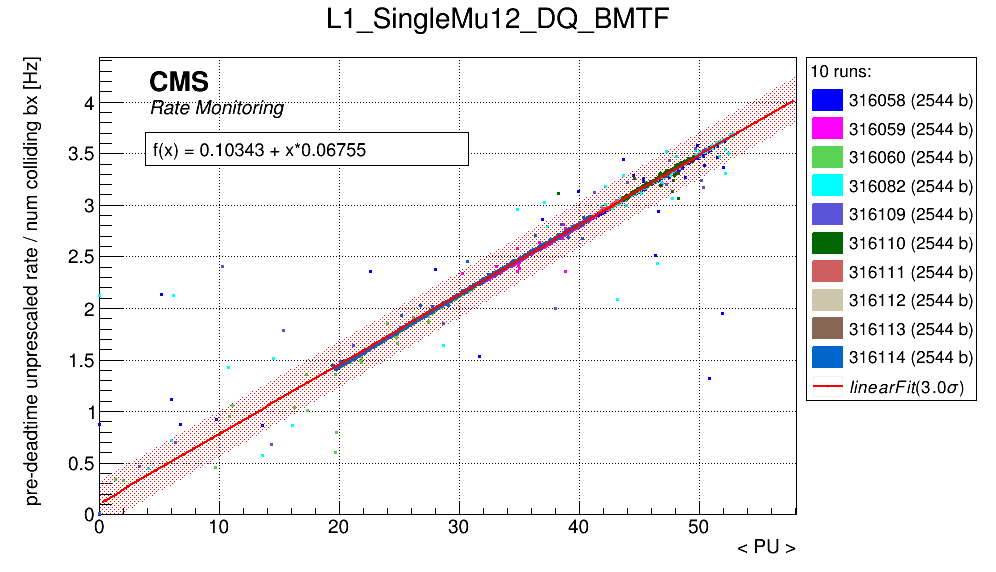 L1_SingleMu12_DQ_BMTF
pre-deadtime unprescaled rate / num colliding bx [Hz]
CMS
Rate Monitoring
f(x) = 0.10343 + x*0.06755
4
3.5
3
2.5
2
1.5
1
0.5
0
0
10
20
30
40
50
< PU >
10 runs:
316058 (2544 b)
316059 (2544 b)
316060 (2544 b)
316082 (2544 b)
316109 (2544 b)
316110 (2544 b)
316111 (2544 b)
316112 (2544 b)
316113 (2544 b)
316114 (2544 b)
linearFit(3.0σ)